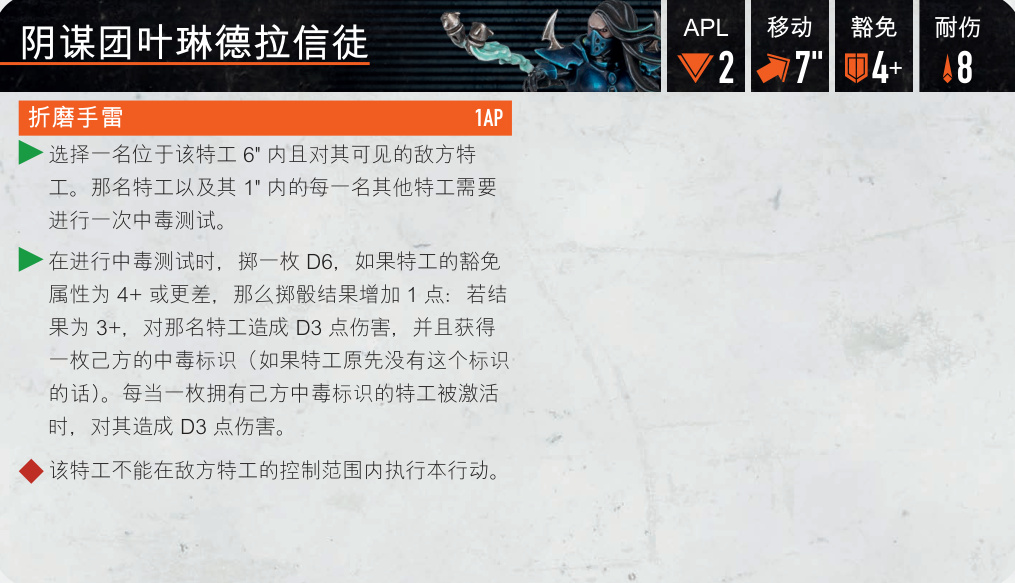 阴谋团叶琳德拉信徒
APL
2
移动
7"
豁免
4+
耐伤
8
折磨手雷 1AP
选择一名位于该特工 6" 内且对其可见的敌方特
工。那名特工以及其 1" 内的每一名其他特工需要
进行一次中毒测试。
在进行中毒测试时，掷一枚 D6，如果特工的豁免
属性为 4+ 或更差，那么掷骰结果增加 1 点：若结
果为 3+，对那名特工造成 D3 点伤害，并且获得
一枚己方的中毒标识（如果特工原先没有这个标识
的话）。每当一枚拥有己方中毒标识的特工被激活
时，对其造成 D3 点伤害。
该特工不能在敌方特工的控制范围内执行本行动。